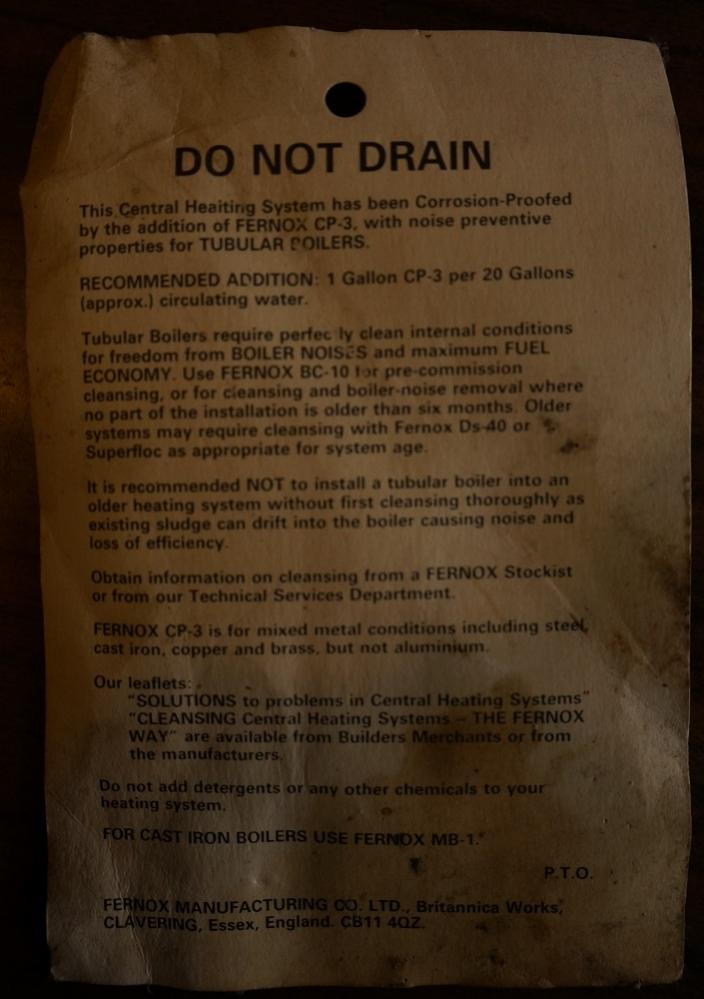 DO NOT DRAIN
This Central Heaiting System has been Corrosion-Proofed
by the addition of FERNOX CP-3, with noise preventive
properties for TUBULAR BOILERS.
RECOMMENDED ADDITION: 1 Gallon CP-3 per 20 Gallons
(approx.) circulating water.
Tubular Boilers require perfec ly clean internal conditions
for freedom from BOILER NOISES and maximum FUEL
ECONOMY. Use FERNOX BC-10 for pre-commission
cleansing, or for cleansing and boiler-noise removal where
no part of the installation is older than six months. Older
systems may require cleansing with Fernox Ds-40 or
Superfloc as appropriate for system age.
It is recommended NOT to install a tubular boiler into an
older heating system without first cleansing thoroughly as
existing sludge can drift into the boiler causing noise and
loss of efficiency.
Obtain information on cleansing from a FERNOX Stockist
or from our Technical Services Department.
FERNOX CP-3 is for mixed metal conditions including steel,
cast iron, copper and brass, but not aluminium.
Our leaflets:
"SOLUTIONS to problems in Central Heating Systems"
"CLEANSING Central Heating Systems – THE FERNOX
WAY" are available from Builders Merchants or from
the manufacturers.
Do not add detergents or any other chemicals to your
heating system.
FOR CAST IRON BOILERS USE FERNOX MB-1.
P.T.O.
FERNOX MANUFACTURING CO. LTD., Britannica Works,
CLAVERING, Essex, England. CB11 4QZ.